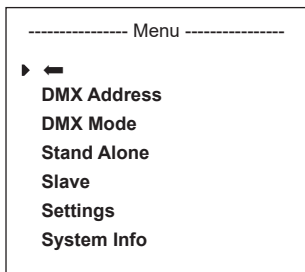 ---------------- Menu ----------------
DMX Address
DMX Mode
Stand Alone
Slave
Settings
System Info